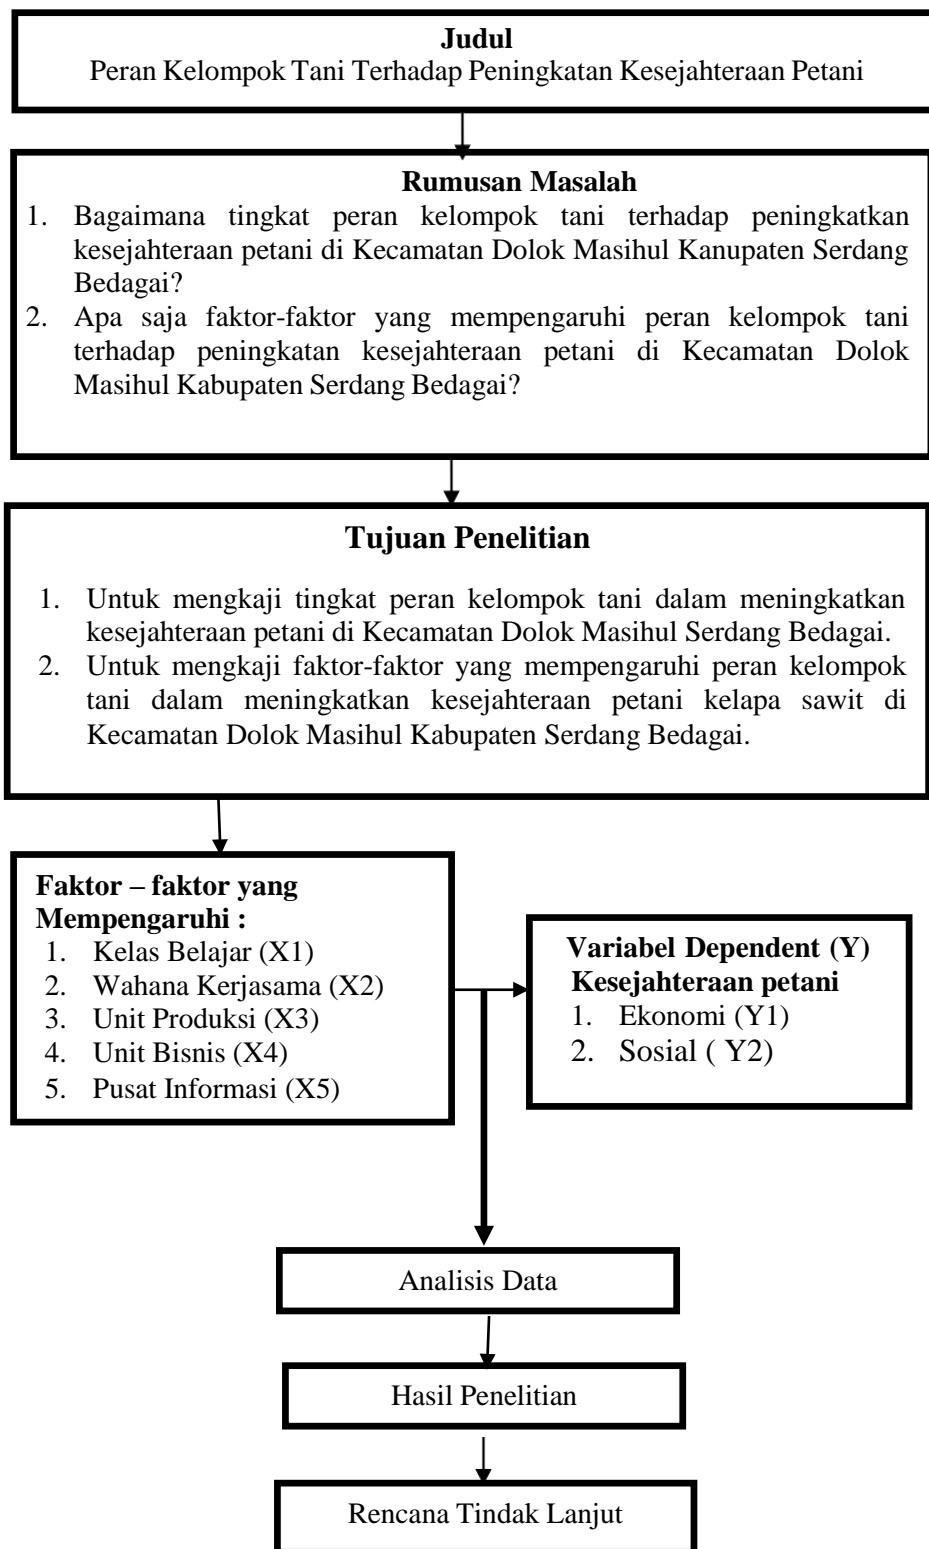 Judul
Peran Kelompok Tani Terhadap Peningkatan Kesejahteraan Petani
Rumusan Masalah
1. Bagaimana tingkat peran kelompok tani terhadap peningkatkan
kesejahteraan petani di Kecamatan Dolok Masihul Kanupaten Serdang
Bedagai?
2. Apa saja faktor-faktor yang mempengaruhi peran kelompok tani
terhadap peningkatan kesejahteraan petani di Kecamatan Dolok
Masihul Kabupaten Serdang Bedagai?
Tujuan Penelitian
1. Untuk mengkaji tingkat peran kelompok tani dalam meningkatkan
kesejahteraan petani di Kecamatan Dolok Masihul Serdang Bedagai.
2. Untuk mengkaji faktor-faktor yang mempengaruhi peran kelompok
tani dalam meningkatkan kesejahteraan petani kelapa sawit di
Kecamatan Dolok Masihul Kabupaten Serdang Bedagai.
Faktor – faktor yang
Mempengaruhi :
1. Kelas Belajar (X1)
2. Wahana Kerjasama (X2)
3. Unit Produksi (X3)
4. Unit Bisnis (X4)
5. Pusat Informasi (X5)
Variabel Dependent (Y)
Kesejahteraan petani
1. Ekonomi (Y1)
2. Sosial ( Y2)
Analisis Data
Hasil Penelitian
Rencana Tindak Lanjut